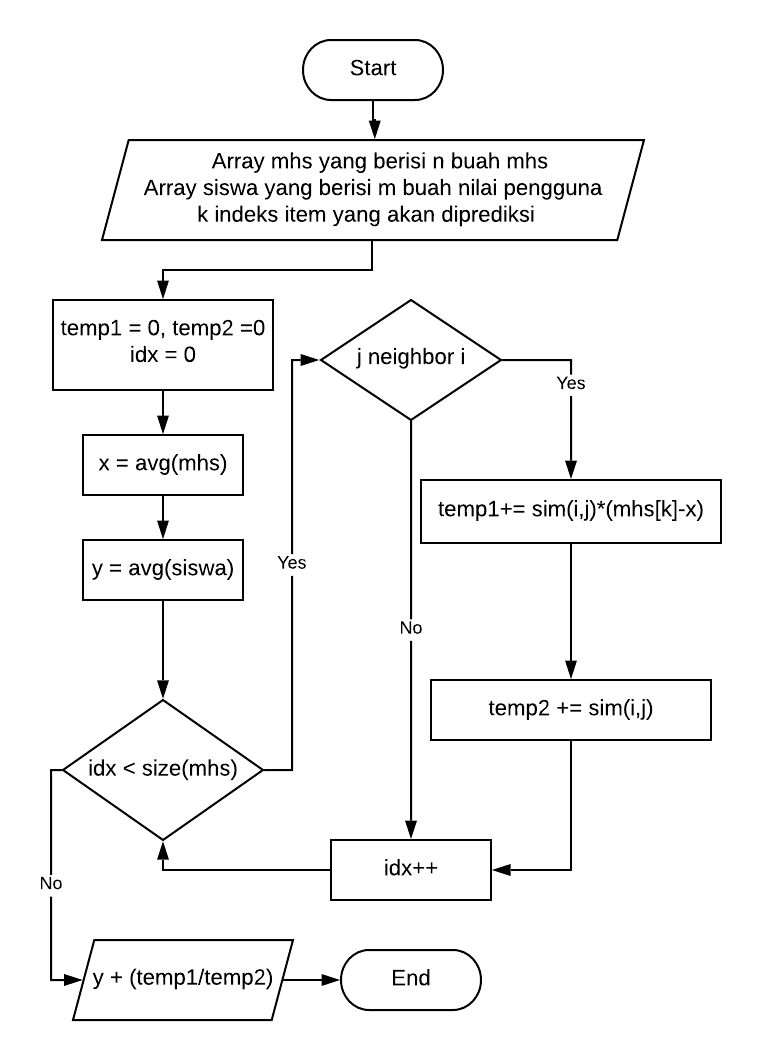 Start
Array mhs yang berisi n buah mhs
Array siswa yang berisi m buah nilai pengguna
k indeks item yang akan diprediksi
temp1 = 0, temp2 =0
idx = 0
j neighbor i
Yes
x = avg(mhs)
temp1+= sim(i,j)*(mhs[k]-x)
y = avg(siswa)
Yes
No
temp2 += sim(i,j)
idx < size(mhs)
idx++
No
y + (temp1/temp2)
End